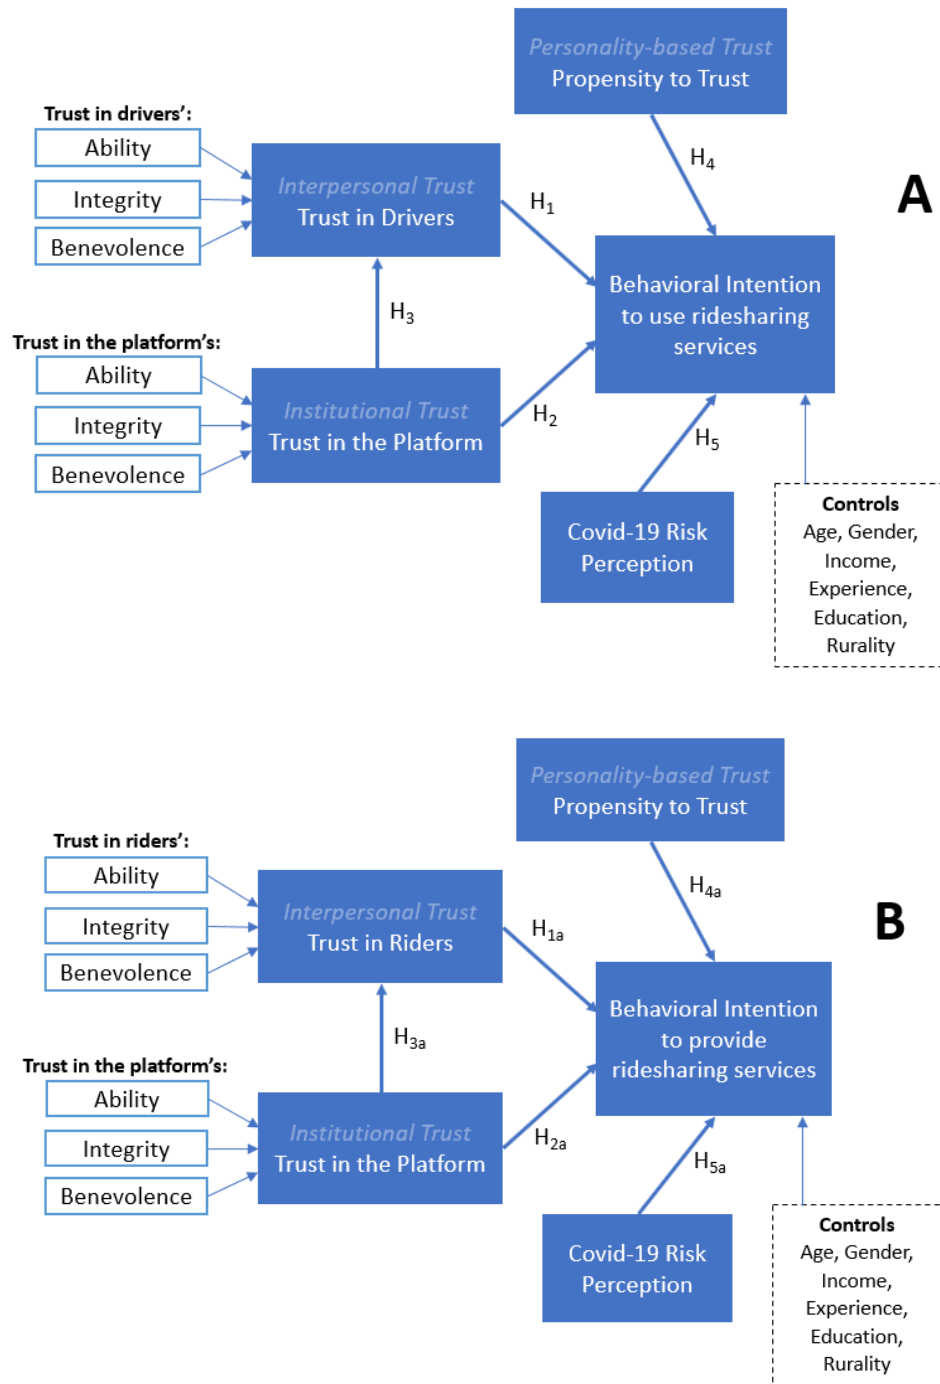 Personality-based Trust
Propensity to Trust
Trust in drivers’:
Ability
Integrity
Benevolence
Interpersonal Trust
Trust in Drivers
H1
H4
A
Behavioral Intention
to use ridesharing
services
H3
Trust in the platform’s:
Ability
Integrity
Benevolence
Institutional Trust
Trust in the Platform
H2
H5
Covid-19 Risk
Perception
Controls
Age, Gender,
Income,
Experience,
Education,
Rurality
Personality-based Trust
Propensity to Trust
Trust in riders’:
Ability
Integrity
Benevolence
Interpersonal Trust
Trust in Riders
H1a
H4a
B
Behavioral Intention
to provide
ridesharing services
H3a
Trust in the platform’s:
Ability
Integrity
Benevolence
Institutional Trust
Trust in the Platform
H2a
H5a
Covid-19 Risk
Perception
Controls
Age, Gender,
Income,
Experience,
Education,
Rurality